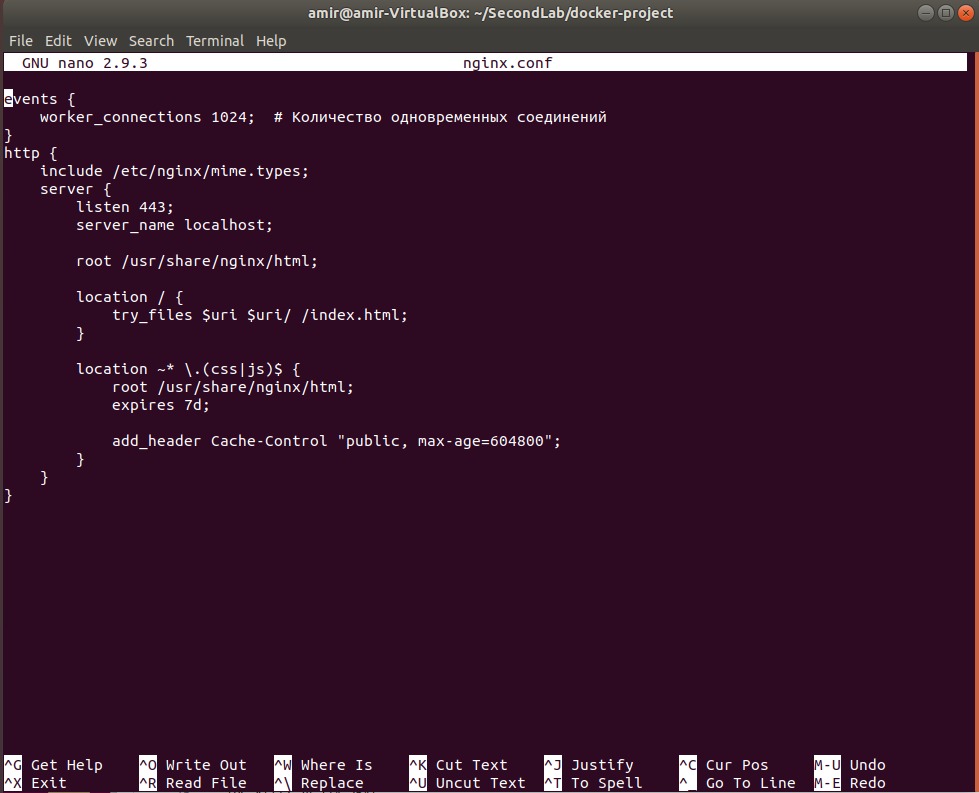 amir@amir-VirtualBox: ~/SecondLab/docker-project
File Edit View Search Terminal Help
GNU nano 2.9.3 nginx.conf
events {
    worker_connections 1024;  # Количество одновременных соединений
}
http {
    include /etc/nginx/mime.types;
    server {
        listen 443;
        server_name localhost;
        root /usr/share/nginx/html;
        location / {
            try_files $uri $uri/ /index.html;
        }
        location ~* \.(css|js)$ {
            root /usr/share/nginx/html;
            expires 7d;
            add_header Cache-Control "public, max-age=604800";
        }
    }
}
^G Get Help ^O Write Out ^W Where Is ^K Cut Text ^J Justify ^C Cur Pos M-U Undo
^X Exit ^R Read File ^\ Replace ^U Uncut Text ^T To Spell ^_ Go To Line M-E Redo